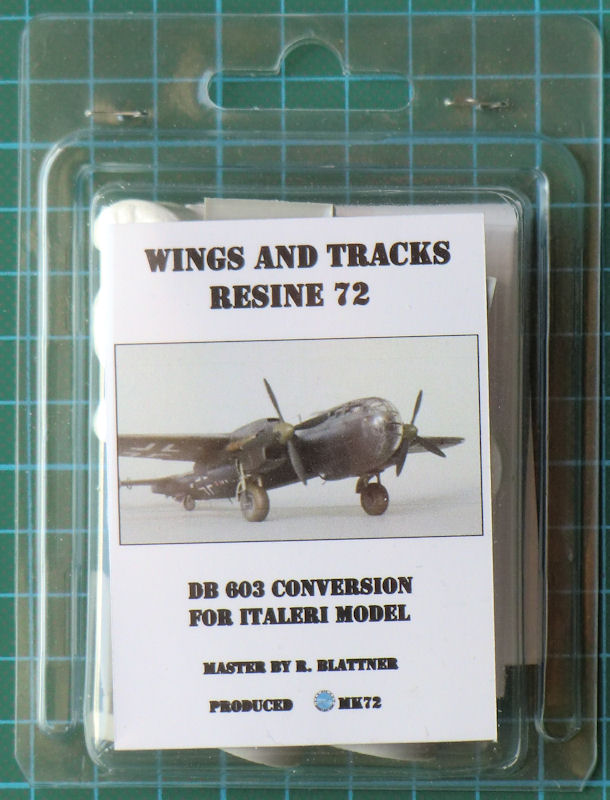 WINGS AND TRACKS
RESINE 72
DB 603 CONVERSION
FOR ITALERI MODEL
MASTER BY R. BLATTNER
PRODUCED MK72